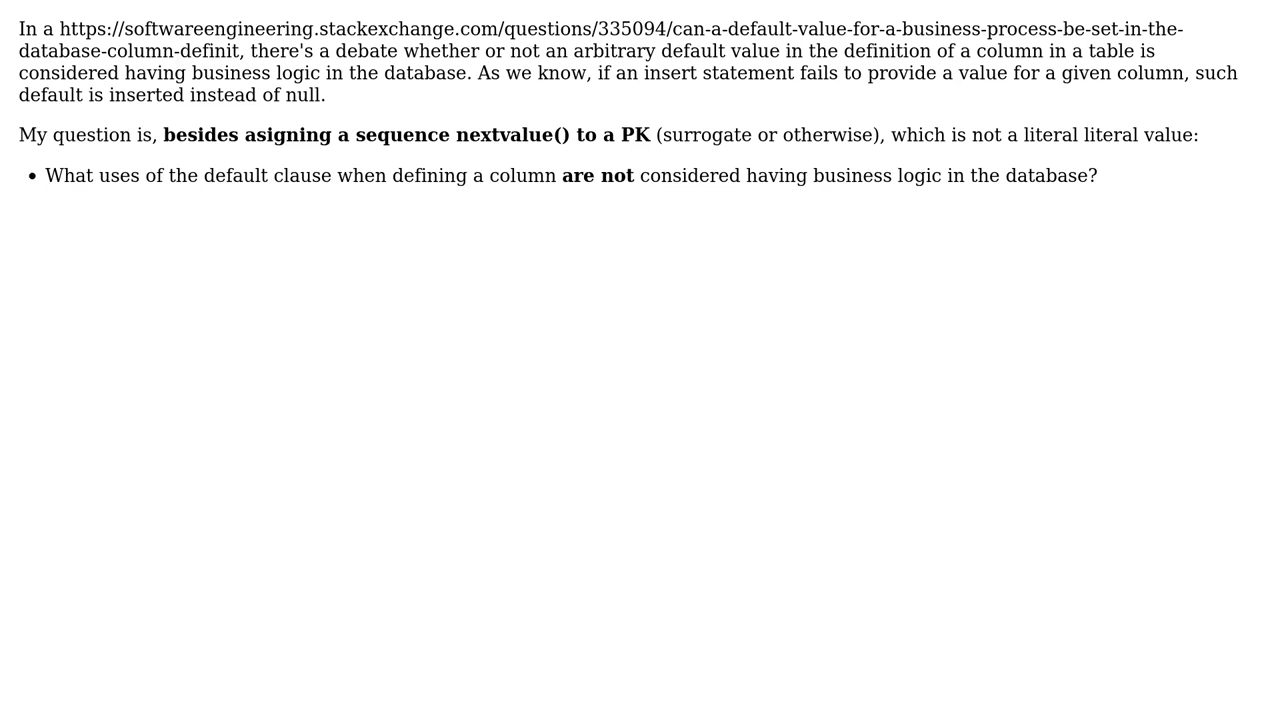 In a https://softwareengineering.stackexchange.com/questions/335094/can-a-default-value-for-a-business-process-be-set-in-the-
database-column-definit, there's a debate whether or not an arbitrary default value in the definition of a column in a table is
considered having business logic in the database. As we know, if an insert statement fails to provide a value for a given column, such
default is inserted instead of null.
My question is, besides asigning a sequence nextvalue() to a PK (surrogate or otherwise), which is not a literal literal value:
• What uses of the default clause when defining a column are not considered having business logic in the database?